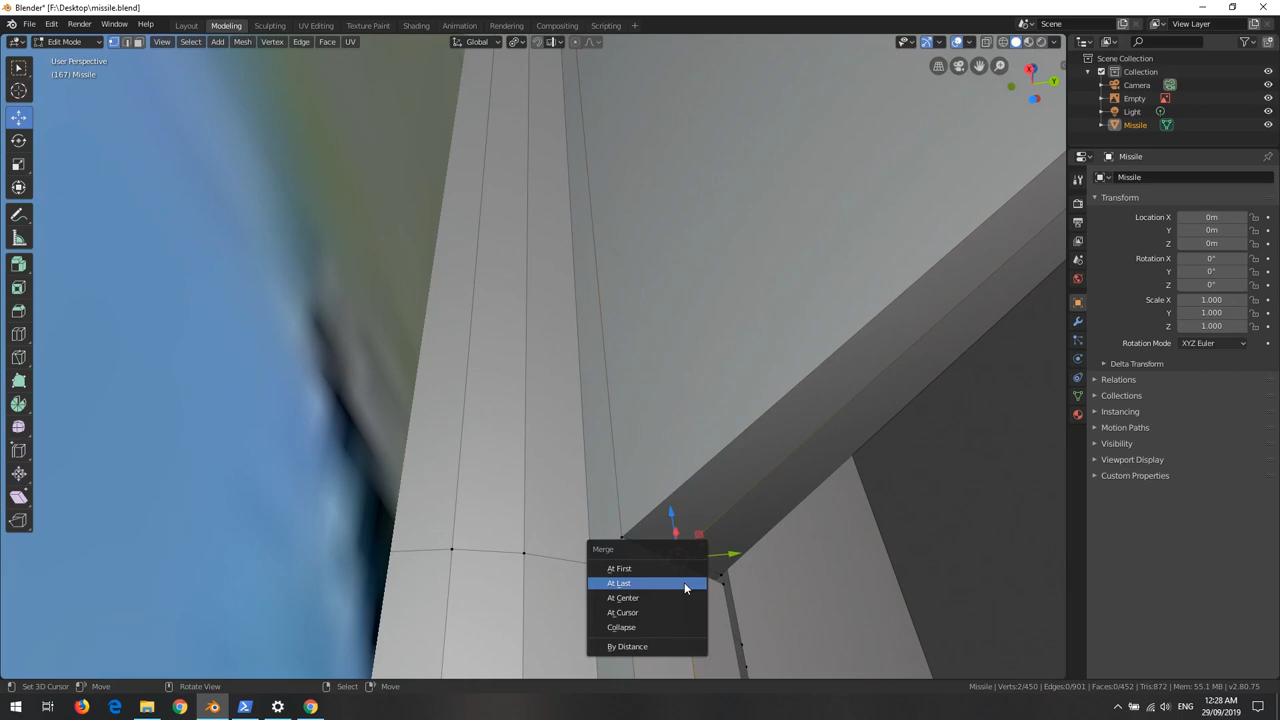 Blender* [F:\Desktop\missile.blend]
File Edit Render Window Help Layout Modeling Sculpting UV Editing Texture Paint Shading Animation Rendering Compositing Scripting + Scene View Layer
Edit Mode View Select Add Mesh Vertex Edge Face UV Global
User Perspective
(167) Missile
X
Y
Scene Collection
Collection
Camera
Empty
Light
Missile
Missile
Missile
Transform
Location X 0m
Y 0m
Z 0m
Rotation X 0°
Y 0°
Z 0°
Scale X 1.000
Y 1.000
Z 1.000
Rotation Mode XYZ Euler
Delta Transform
Relations
Collections
Instancing
Motion Paths
Visibility
Viewport Display
Custom Properties
Merge
At First
At Last
At Center
At Cursor
Collapse
By Distance
Set 3D Cursor Move Rotate View Select Move Missile | Verts:2/450 | Edges:0/901 | Faces:0/452 | Tris:872 | Mem: 55.1 MB | v2.80.75
ENG 12:28 AM
29/09/2019